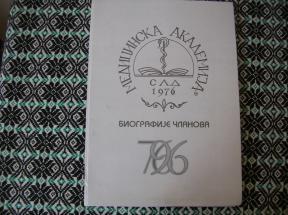 МЕДИЦИНСКА АКАДЕМИЈА
СЛД
1976
БИОГРАФИЈЕ ЧЛАНОВА